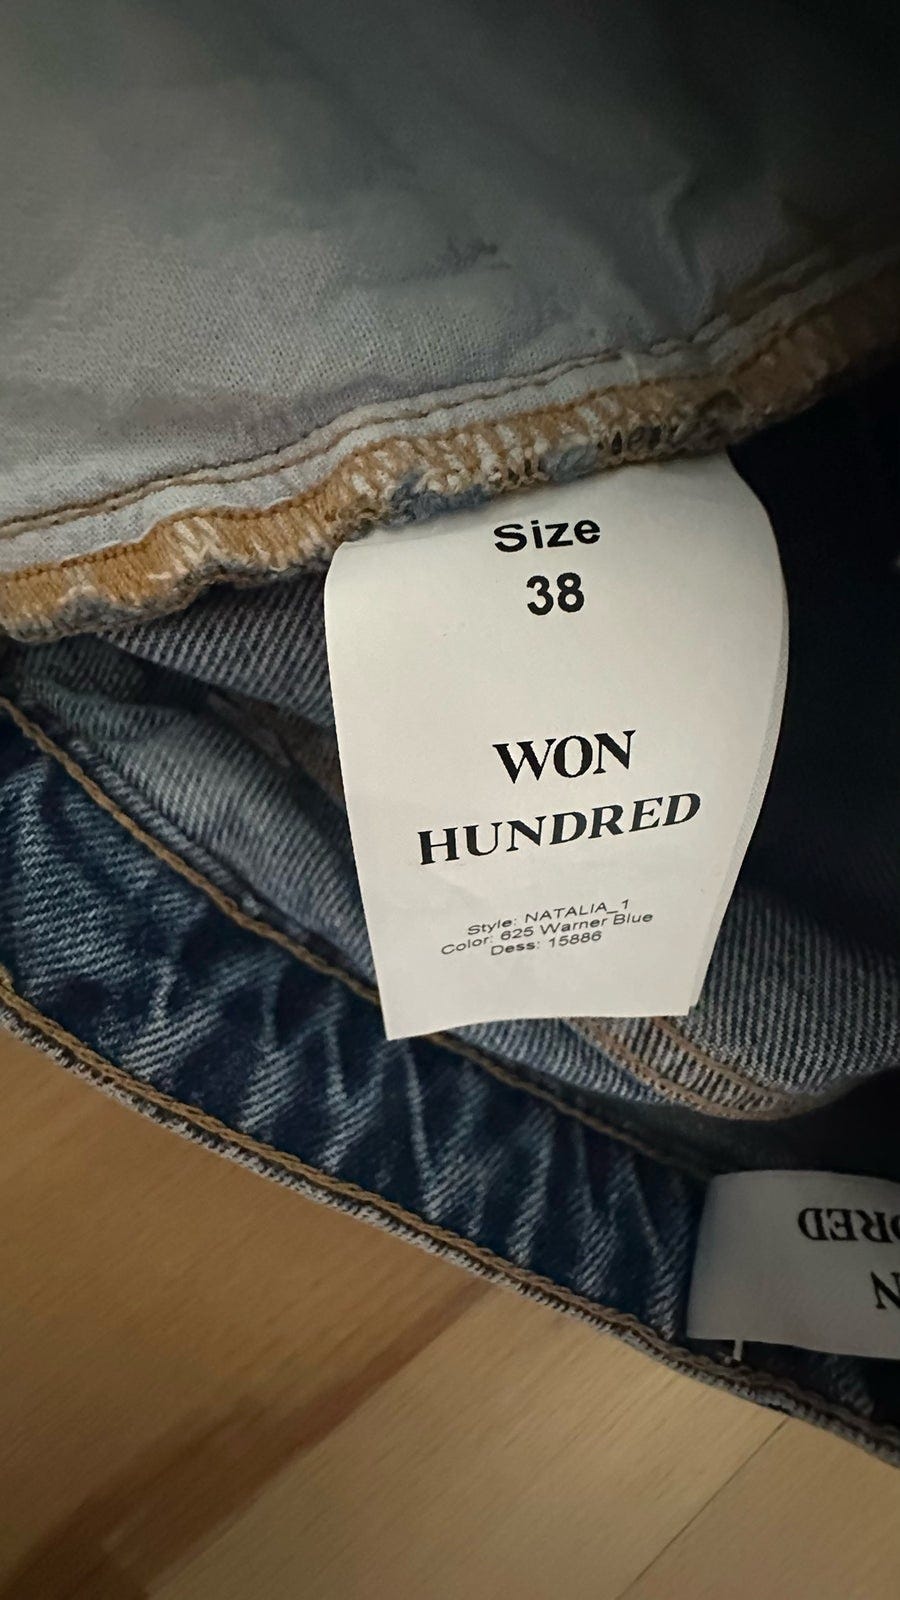 Size
38
WON
HUNDRED
Style: NATALIA_1
Color: 625 Warner Blue
Dess: 15886